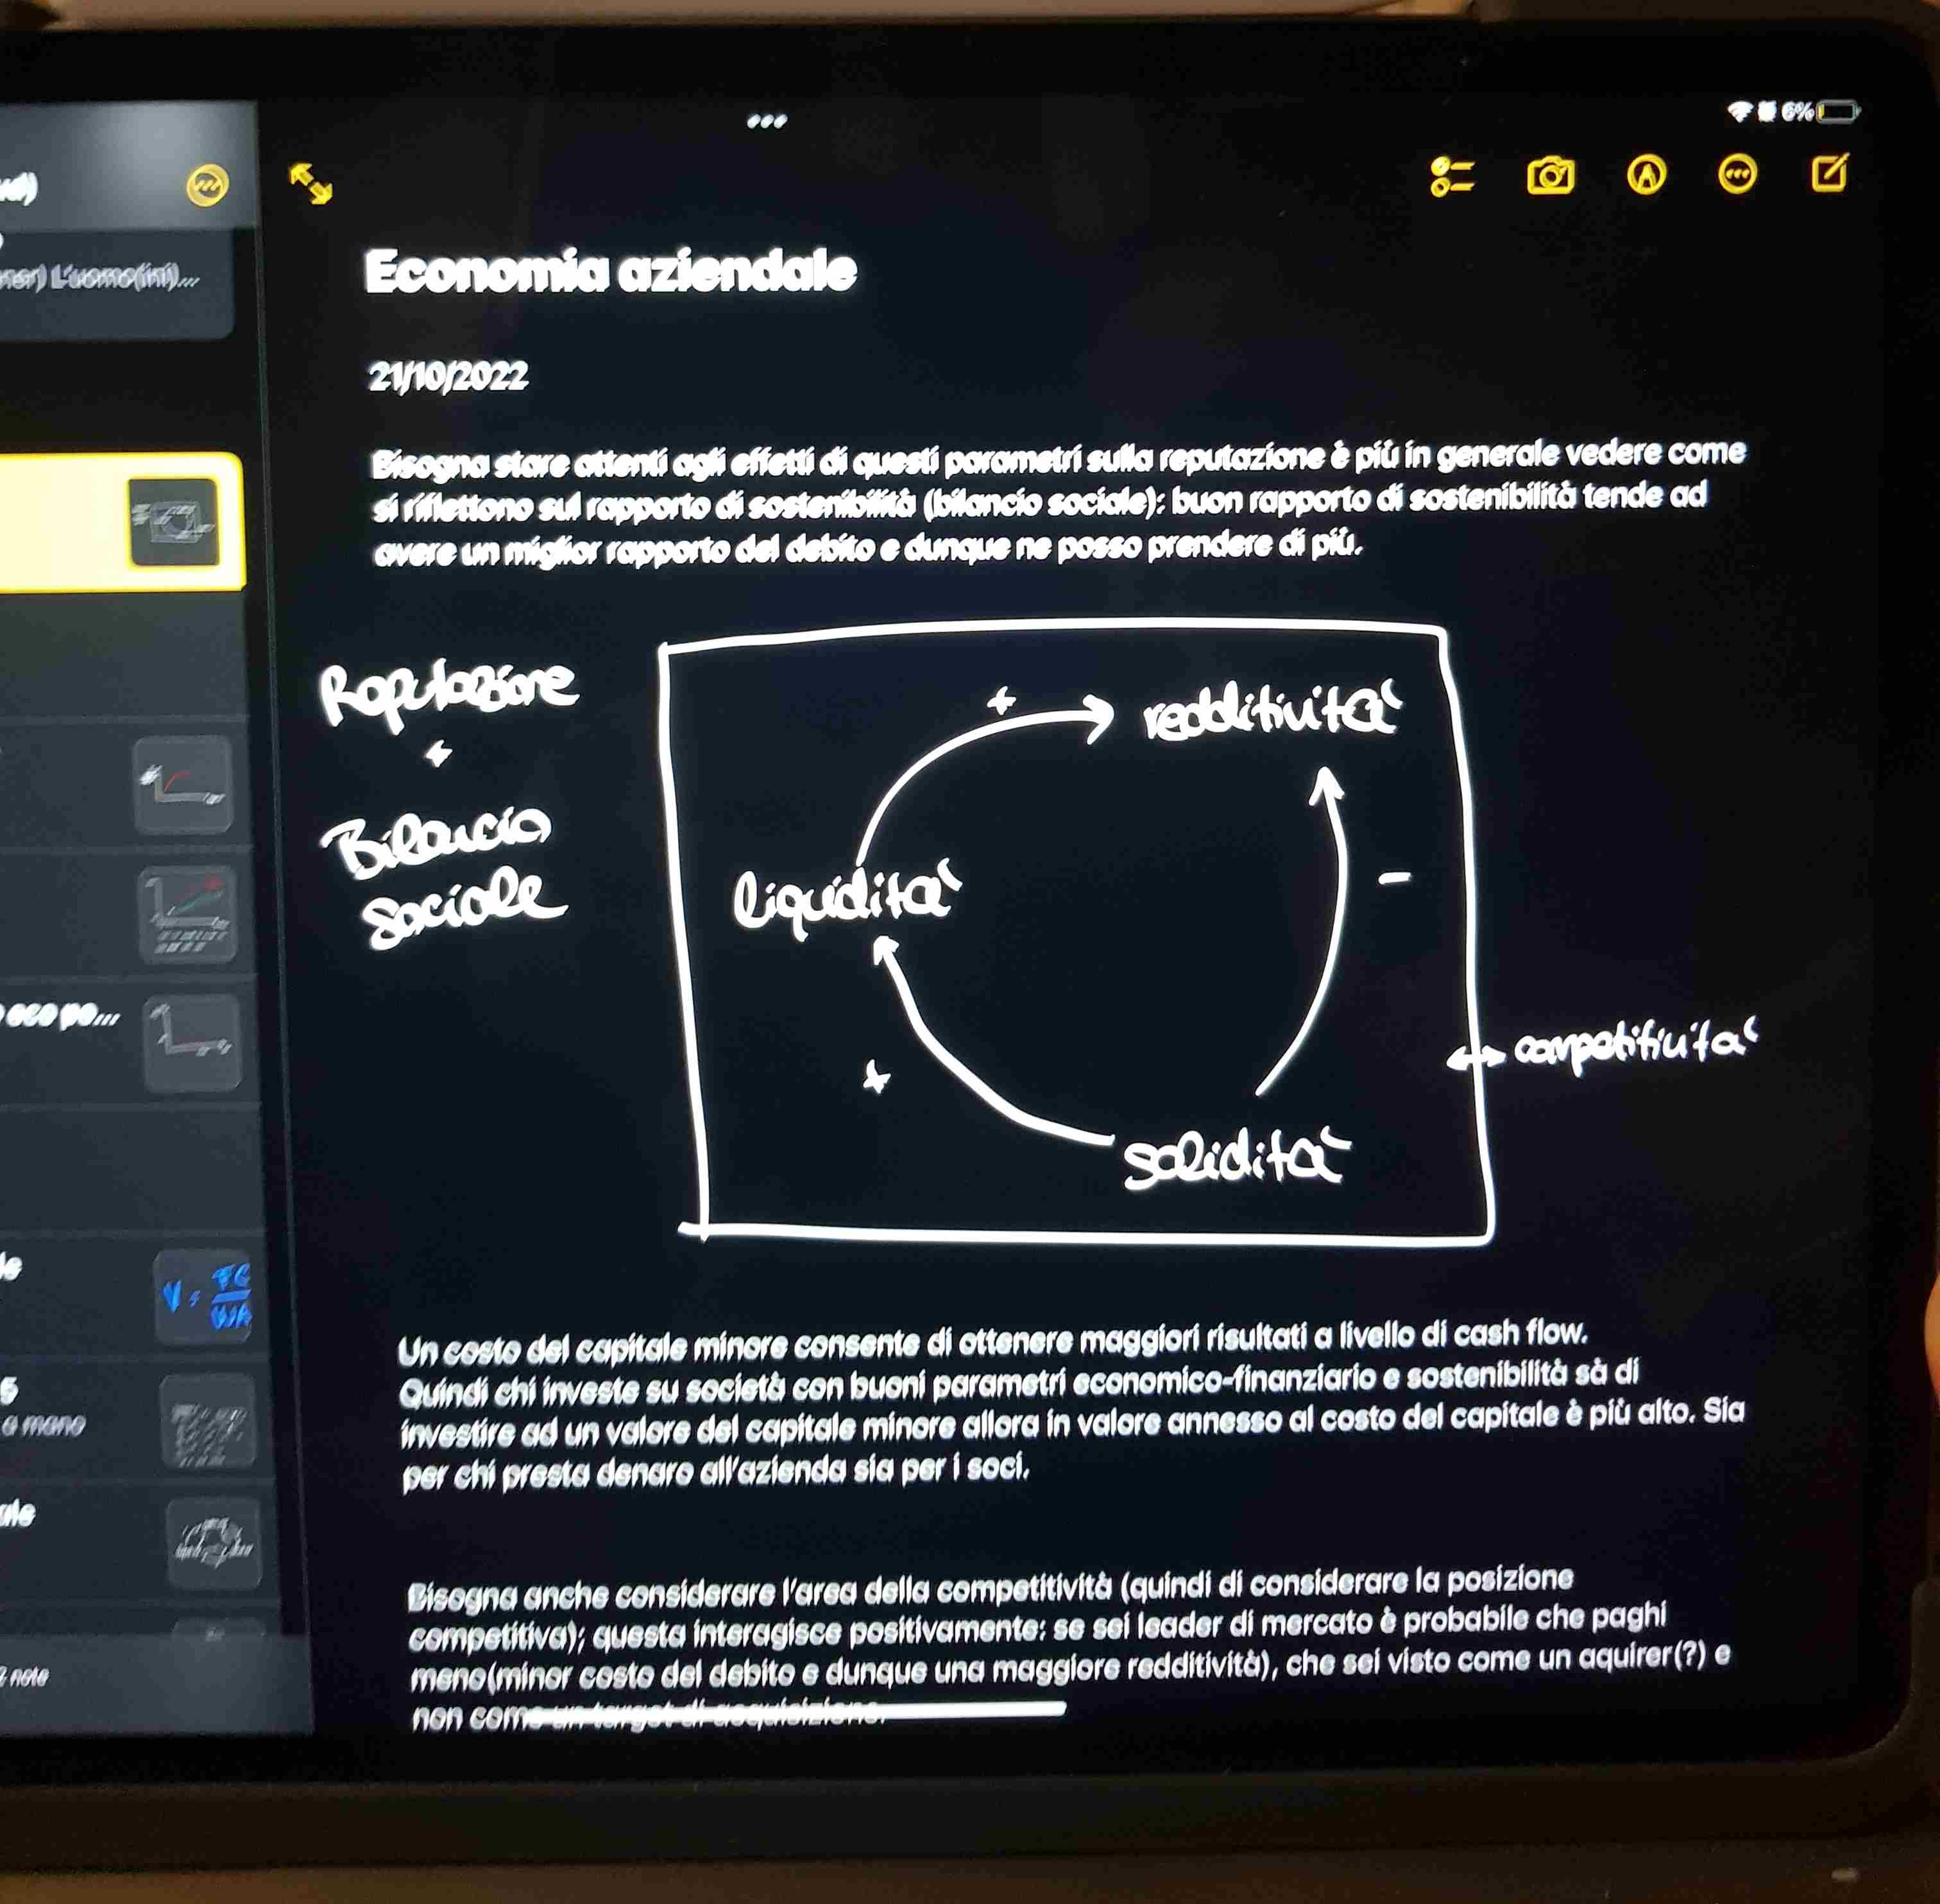 6%
L'uomo(ini)...
Economia aziendale
21/10/2022
Bisogna stare attenti agli effetti di questi parametri sulla reputazione è più in generale vedere come
si riflettono sul rapporto di sostenibilità (bilancio sociale): buon rapporto di sostenibilità tende ad
avere un miglior rapporto del debito e dunque ne posso prendere di più.
Reputazione
+
Bilancio
sociale
+
redditività
liquidità
-
+
competitività
solidità
eco po...
V = FC
WA
a mano
note
Un costo del capitale minore consente di ottenere maggiori risultati a livello di cash flow.
Quindi chi investe su società con buoni parametri economico-finanziario e sostenibilità sà di
investire ad un valore del capitale minore allora in valore annesso al costo del capitale è più alto. Sia
per chi presta denaro all'azienda sia per i soci.
Bisogna anche considerare l'area della competitività (quindi di considerare la posizione
competitiva); questa interagisce positivamente: se sei leader di mercato è probabile che paghi
meno(minor costo del debito e dunque una maggiore redditività), che sei visto come un aquirer(?) e
non come un target di acquisizione.